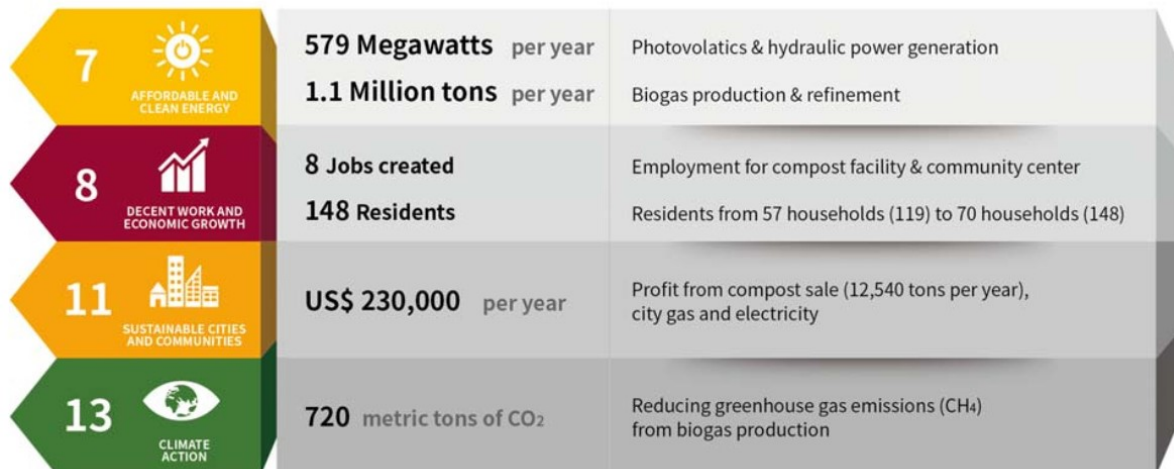 7
AFFORDABLE AND
CLEAN ENERGY
579 Megawatts per year
Photovolatics & hydraulic power generation
1.1 Million tons per year
Biogas production & refinement
8
DECENT WORK AND
ECONOMIC GROWTH
8 Jobs created
Employment for compost facility & community center
148 Residents
Residents from 57 households (119) to 70 households (148)
11
SUSTAINABLE CITIES
AND COMMUNITIES
US$ 230,000 per year
Profit from compost sale (12,540 tons per year),
city gas and electricity
13
CLIMATE
ACTION
720 metric tons of CO₂
Reducing greenhouse gas emissions (CH₄)
from biogas production